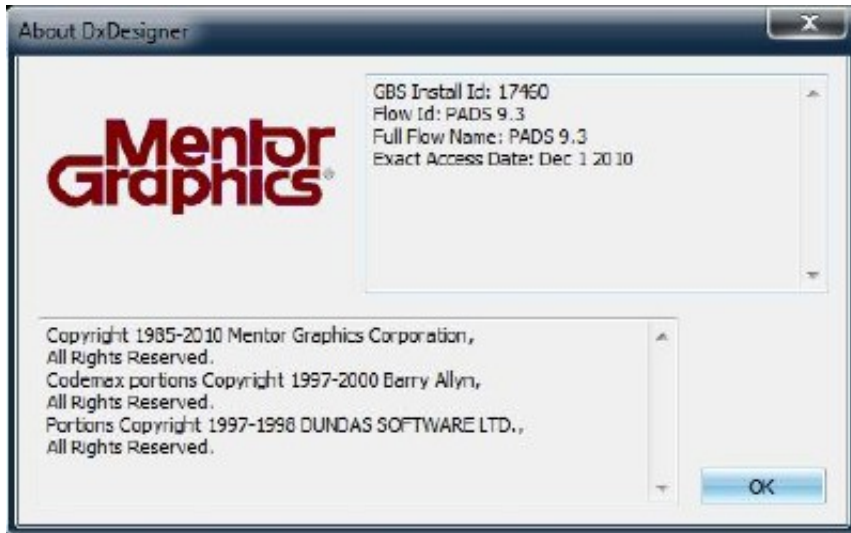 About DxDesigner
X
Mentor
Graphics®
GBS Install Id: 17460
Flow Id: PADS 9.3
Full Flow Name: PADS 9.3
Exact Access Date: Dec 1 2010
Copyright 1985-2010 Mentor Graphics Corporation,
All Rights Reserved.
Codemax portions Copyright 1997-2000 Barry Allyn,
All Rights Reserved.
Portions Copyright 1997-1998 DUNDAS SOFTWARE LTD.,
All Rights Reserved.
OK